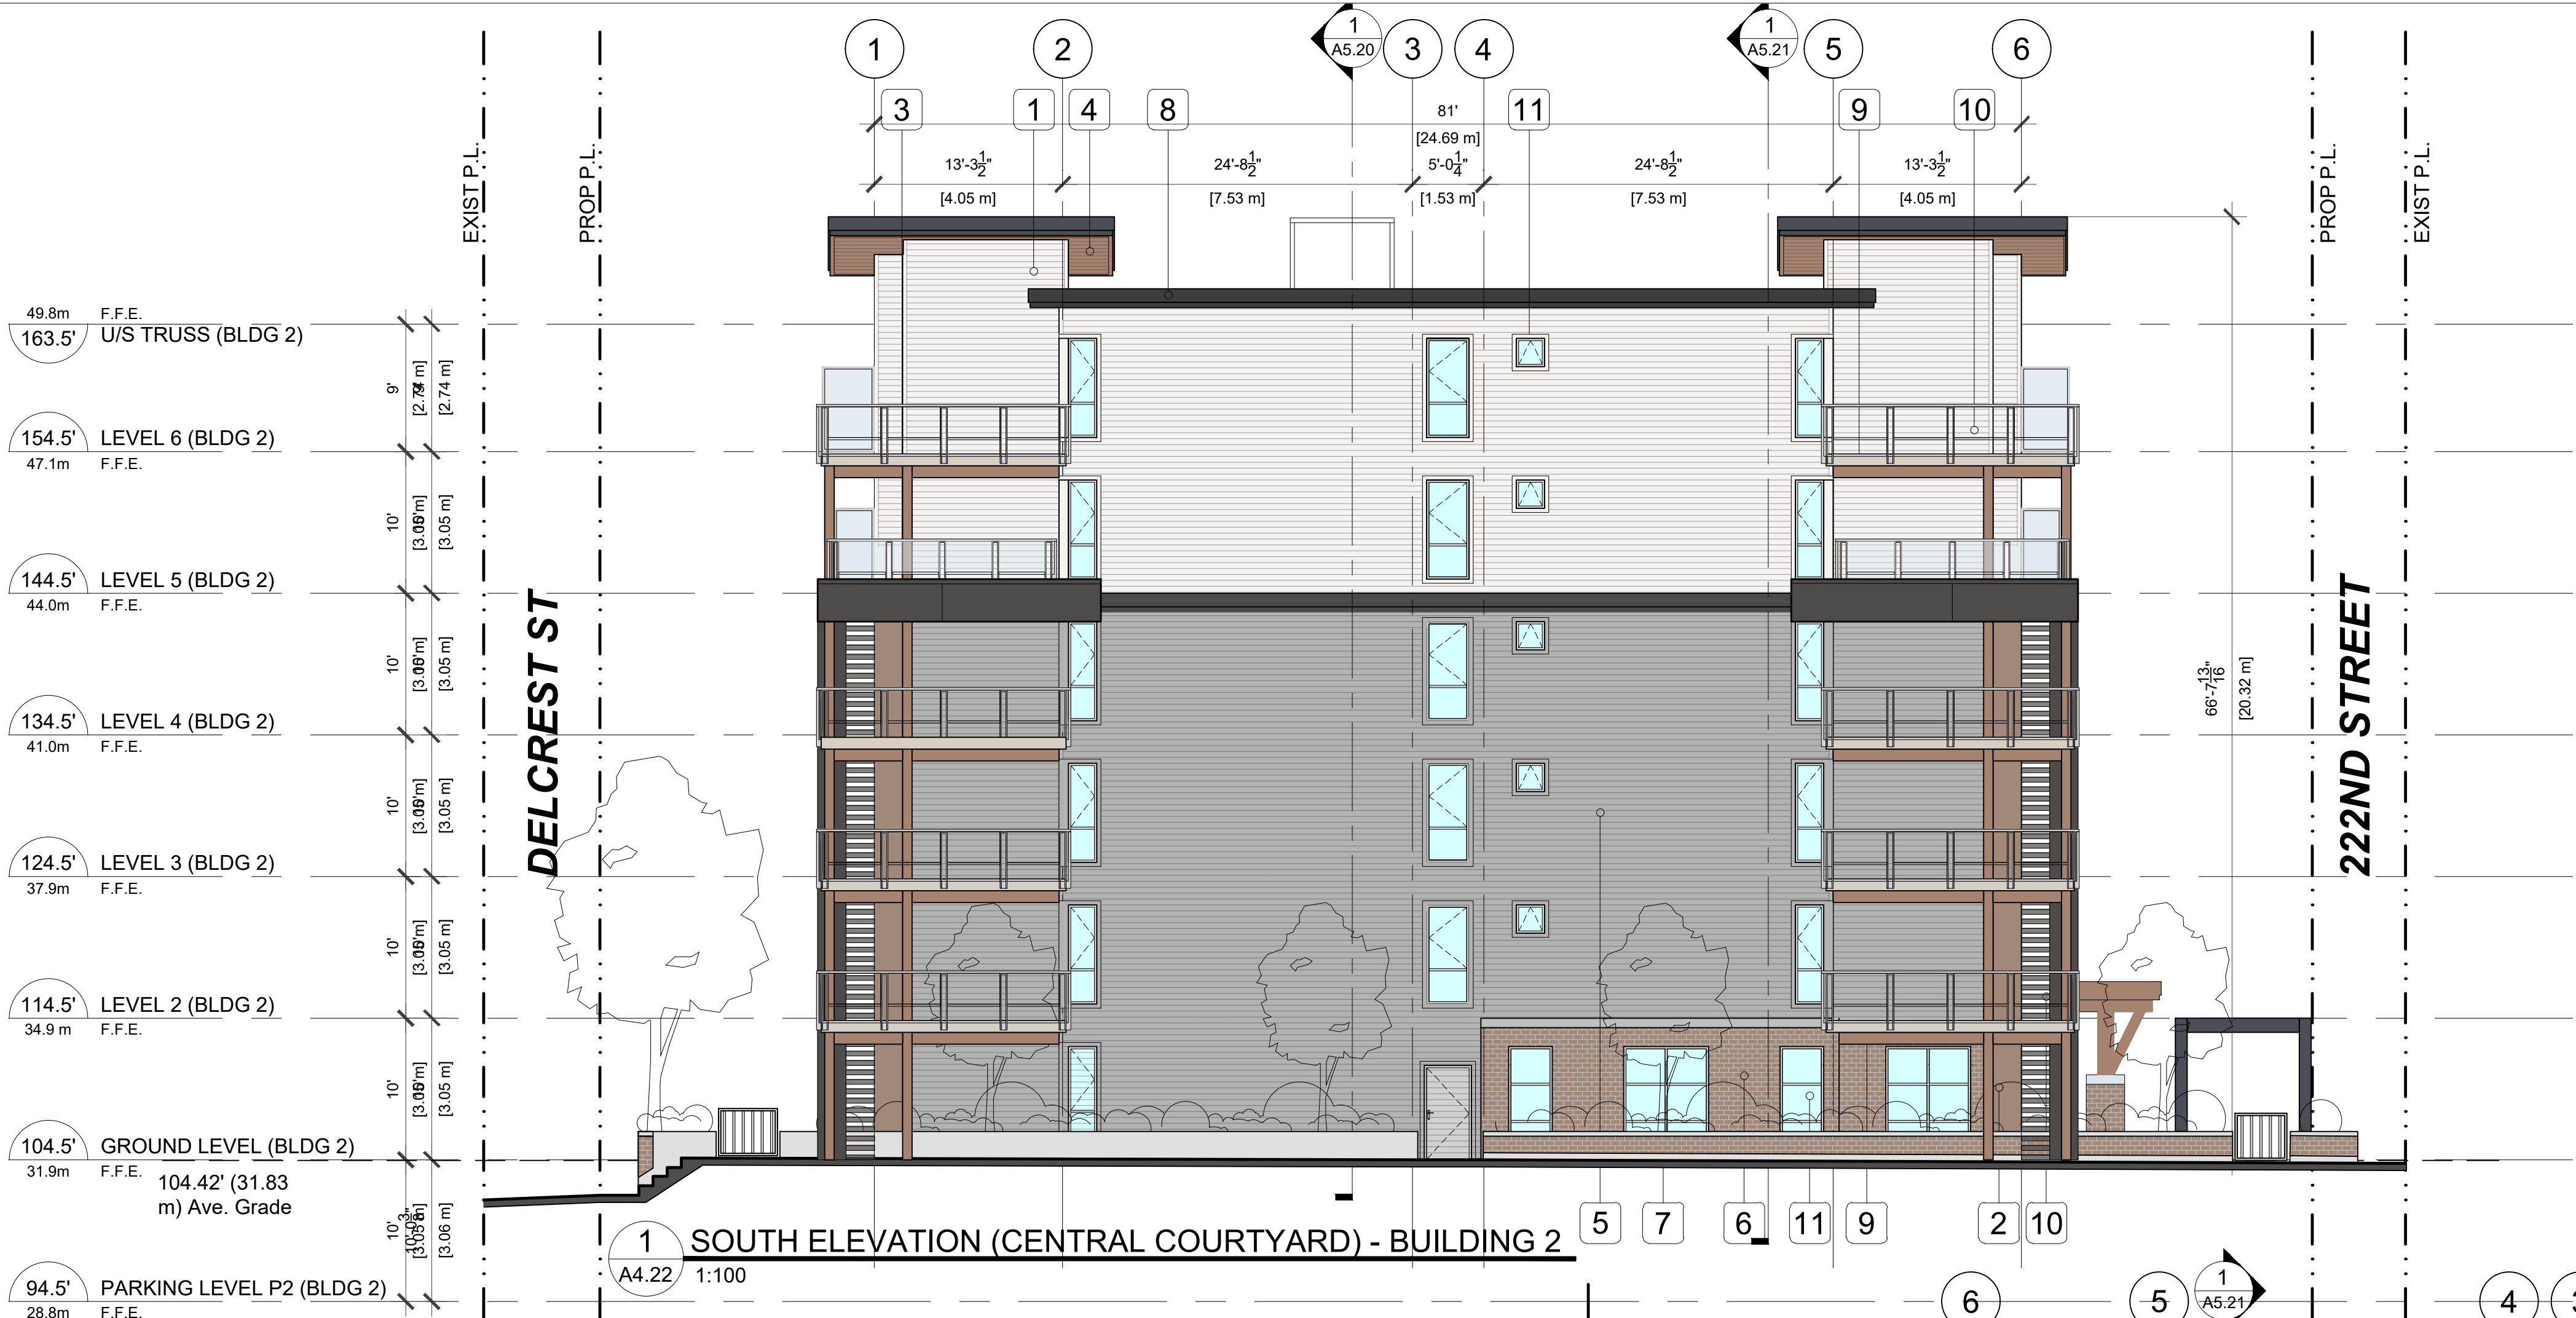 1
2
1
A5.20
3
4
1
A5.21
5
6
3
1
4
8
11
9
10
81'
[24.69 m]
13'-3 1/2"
[4.05 m]
24'-8 1/2"
[7.53 m]
5'-0 1/4"
[1.53 m]
24'-8 1/2"
[7.53 m]
13'-3 1/2"
[4.05 m]
EXIST P.L.
PROP P.L.
PROP P.L.
EXIST P.L.
49.8m F.F.E.
163.5' U/S TRUSS (BLDG 2)
9'
[2.74 m]
154.5' LEVEL 6 (BLDG 2)
47.1m F.F.E.
10'
[3.05 m]
144.5' LEVEL 5 (BLDG 2)
44.0m F.F.E.
10'
[3.05 m]
134.5' LEVEL 4 (BLDG 2)
41.0m F.F.E.
10'
[3.05 m]
124.5' LEVEL 3 (BLDG 2)
37.9m F.F.E.
10'
[3.05 m]
114.5' LEVEL 2 (BLDG 2)
34.9 m F.F.E.
10'
[3.05 m]
104.5' GROUND LEVEL (BLDG 2)
31.9m F.F.E.
104.42' (31.83
m) Ave. Grade
10'
[3.06 m]
94.5' PARKING LEVEL P2 (BLDG 2)
28.8m F.F.E.
DELCREST ST
222ND STREET
66'-7 13/16"
[20.32 m]
5
7
6
11
9
2
10
1
A4.22
SOUTH ELEVATION (CENTRAL COURTYARD) - BUILDING 2
1:100
6
5
1
A5.21
4